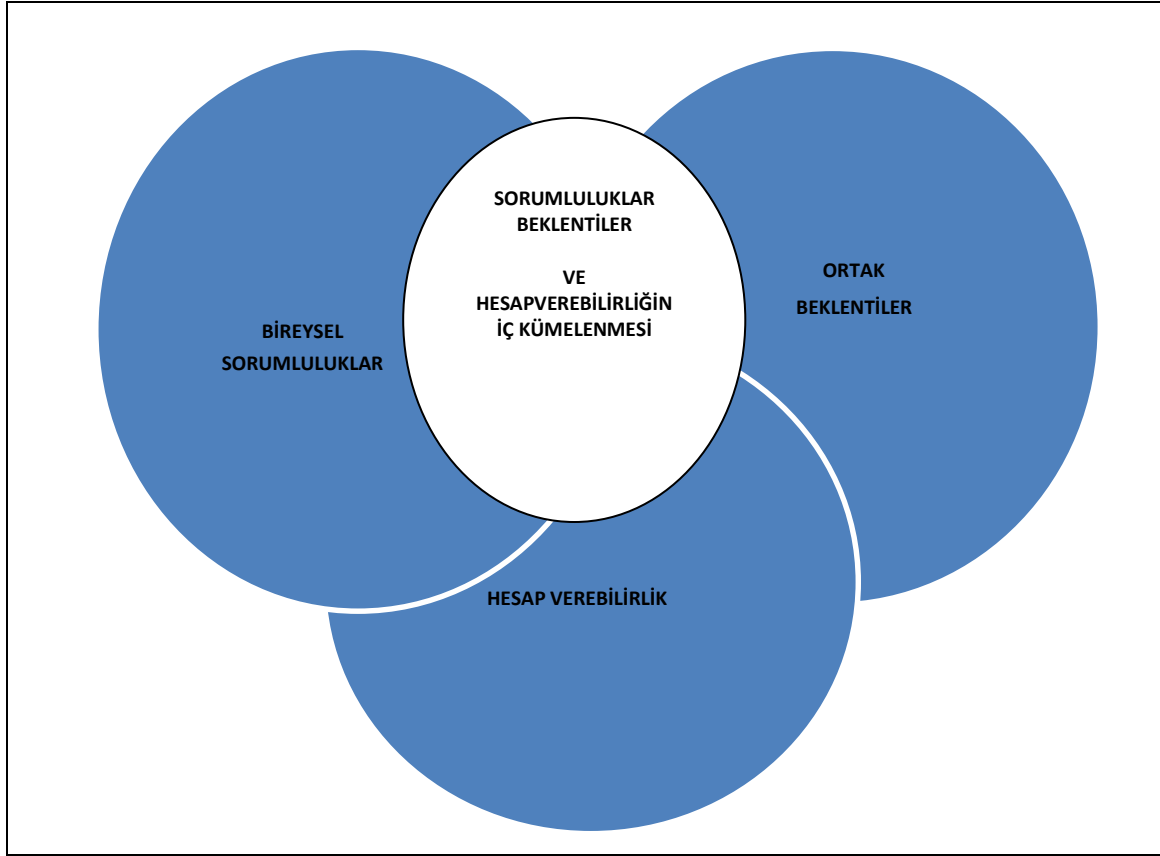 SORUMLULUKLAR
BEKLENTİLER
VE
HESAPVEREBİLİRLİĞİN
İÇ KÜMELENMESİ
ORTAK
BEKLENTİLER
BİREYSEL
SORUMLULUKLAR
HESAP VEREBİLİRLİK